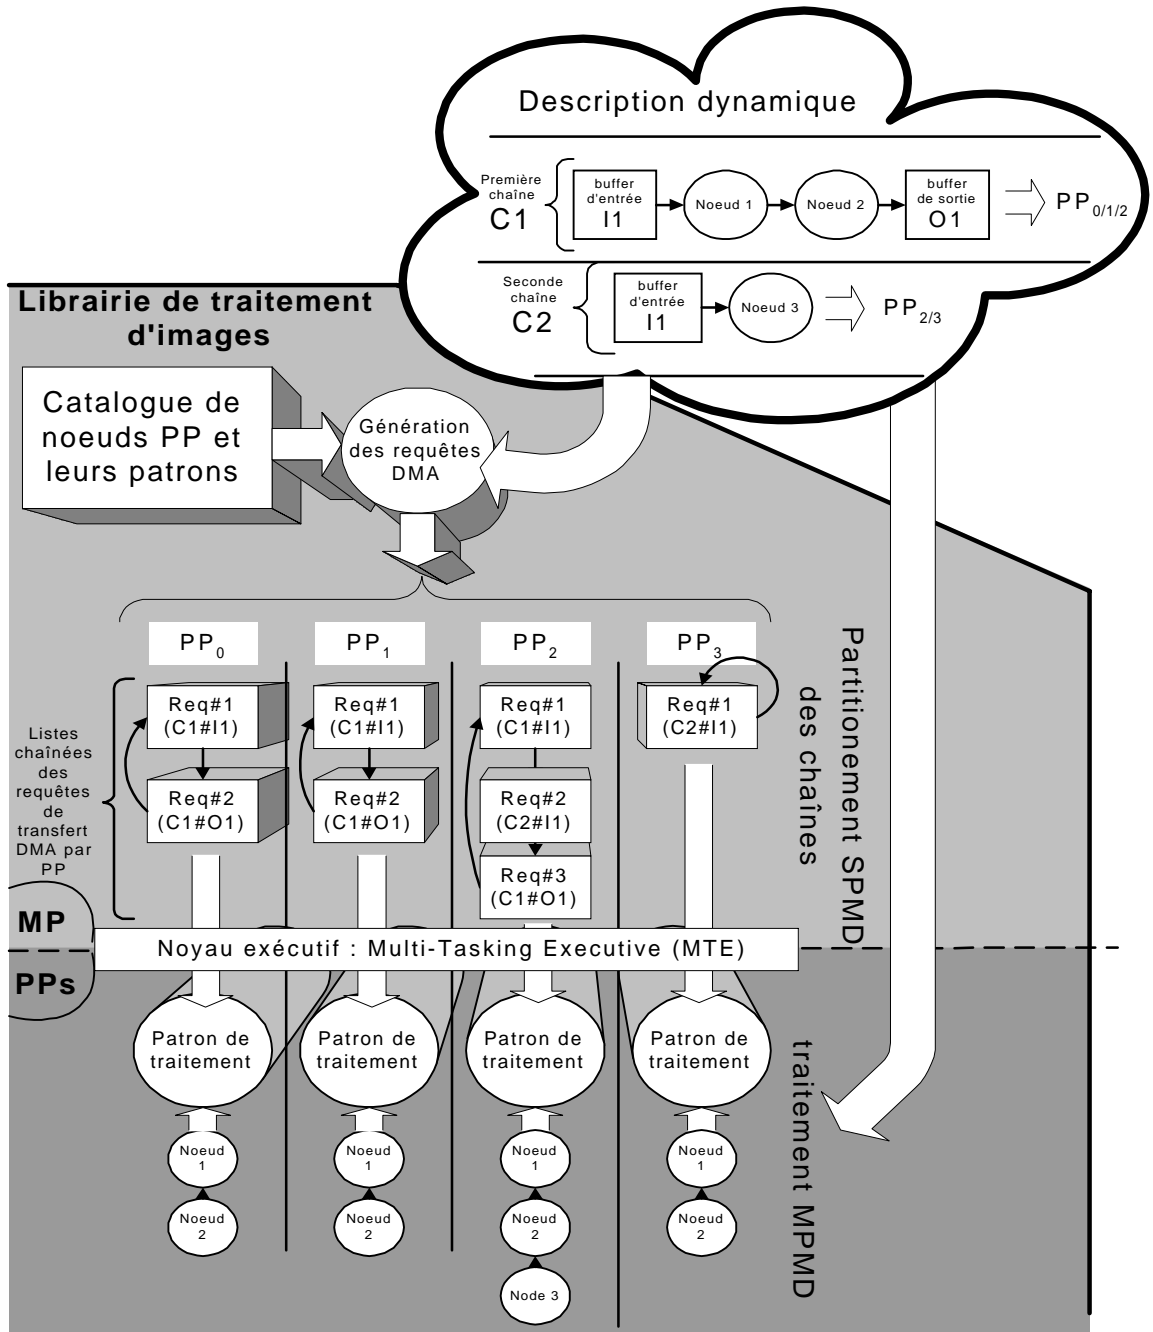 Description dynamique
Première
chaîne
C1
buffer
d'entrée
I1
Noeud 1
Noeud 2
buffer
de sortie
O1
PP0/1/2
Seconde
chaîne
C2
buffer
d'entrée
I1
Noeud 3
PP2/3
Librairie de traitement
d'images
Catalogue de
noeuds PP et
leurs patrons
Génération
des requêtes
DMA
PP0
PP1
PP2
PP3
Listes
chaînées
des
requêtes
de
transfert
DMA par
PP
Req#1
(C1#I1)
Req#2
(C1#O1)
Req#1
(C1#I1)
Req#2
(C1#O1)
Req#1
(C1#I1)
Req#2
(C2#I1)
Req#3
(C1#O1)
Req#1
(C2#I1)
Partitionement SPMD
des chaînes
MP
PPs
Noyau exécutif : Multi-Tasking Executive (MTE)
Patron de
traitement
Patron de
traitement
Patron de
traitement
Patron de
traitement
traitement MPMD
Noeud
1
Noeud
2
Noeud
1
Noeud
2
Noeud
1
Noeud
2
Node 3
Noeud
1
Noeud
2